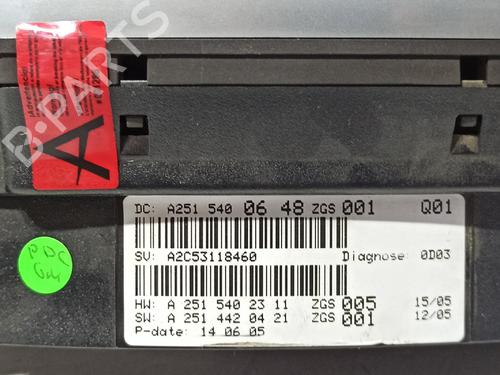 ¡Advertencia!
A
B-PARTS
DC: A251 540 06 48 ZGS 001 Q01
SV: A2C53118460 Diagnose: 0D03
HW: A 251 540 23 11 ZGS 005 15/05
SW: A 251 442 04 21 ZGS 001 12/05
P-date: 14 06 05
PDC